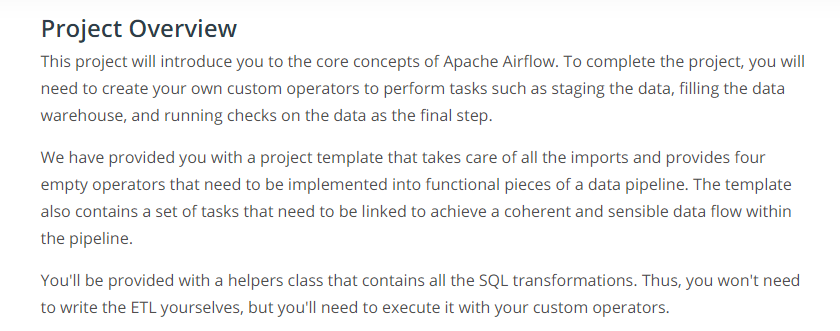 Project Overview
This project will introduce you to the core concepts of Apache Airflow. To complete the project, you will
need to create your own custom operators to perform tasks such as staging the data, filling the data
warehouse, and running checks on the data as the final step.
We have provided you with a project template that takes care of all the imports and provides four
empty operators that need to be implemented into functional pieces of a data pipeline. The template
also contains a set of tasks that need to be linked to achieve a coherent and sensible data flow within
the pipeline.
You'll be provided with a helpers class that contains all the SQL transformations. Thus, you won't need
to write the ETL yourselves, but you'll need to execute it with your custom operators.